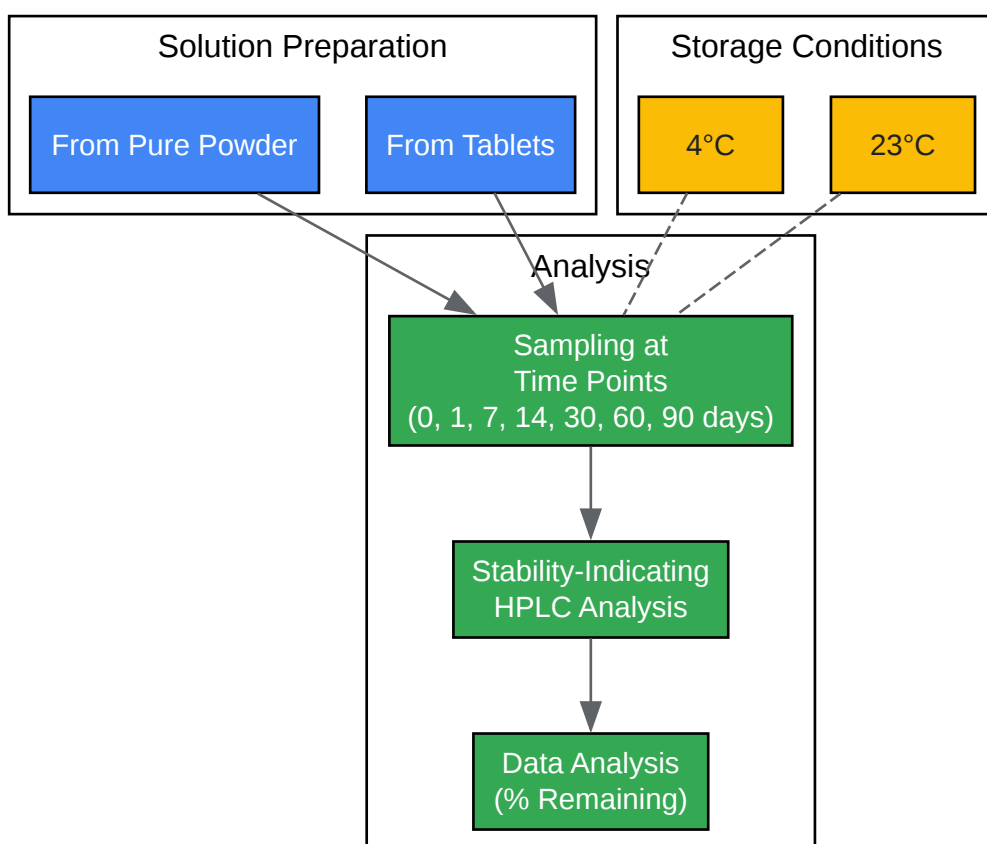 Solution Preparation
Storage Conditions
From Pure Powder
From Tablets
4°C
23°C
Analysis
Sampling at
Time Points
(0, 1, 7, 14, 30, 60, 90 days)
Stability-Indicating
HPLC Analysis
Data Analysis
(% Remaining)